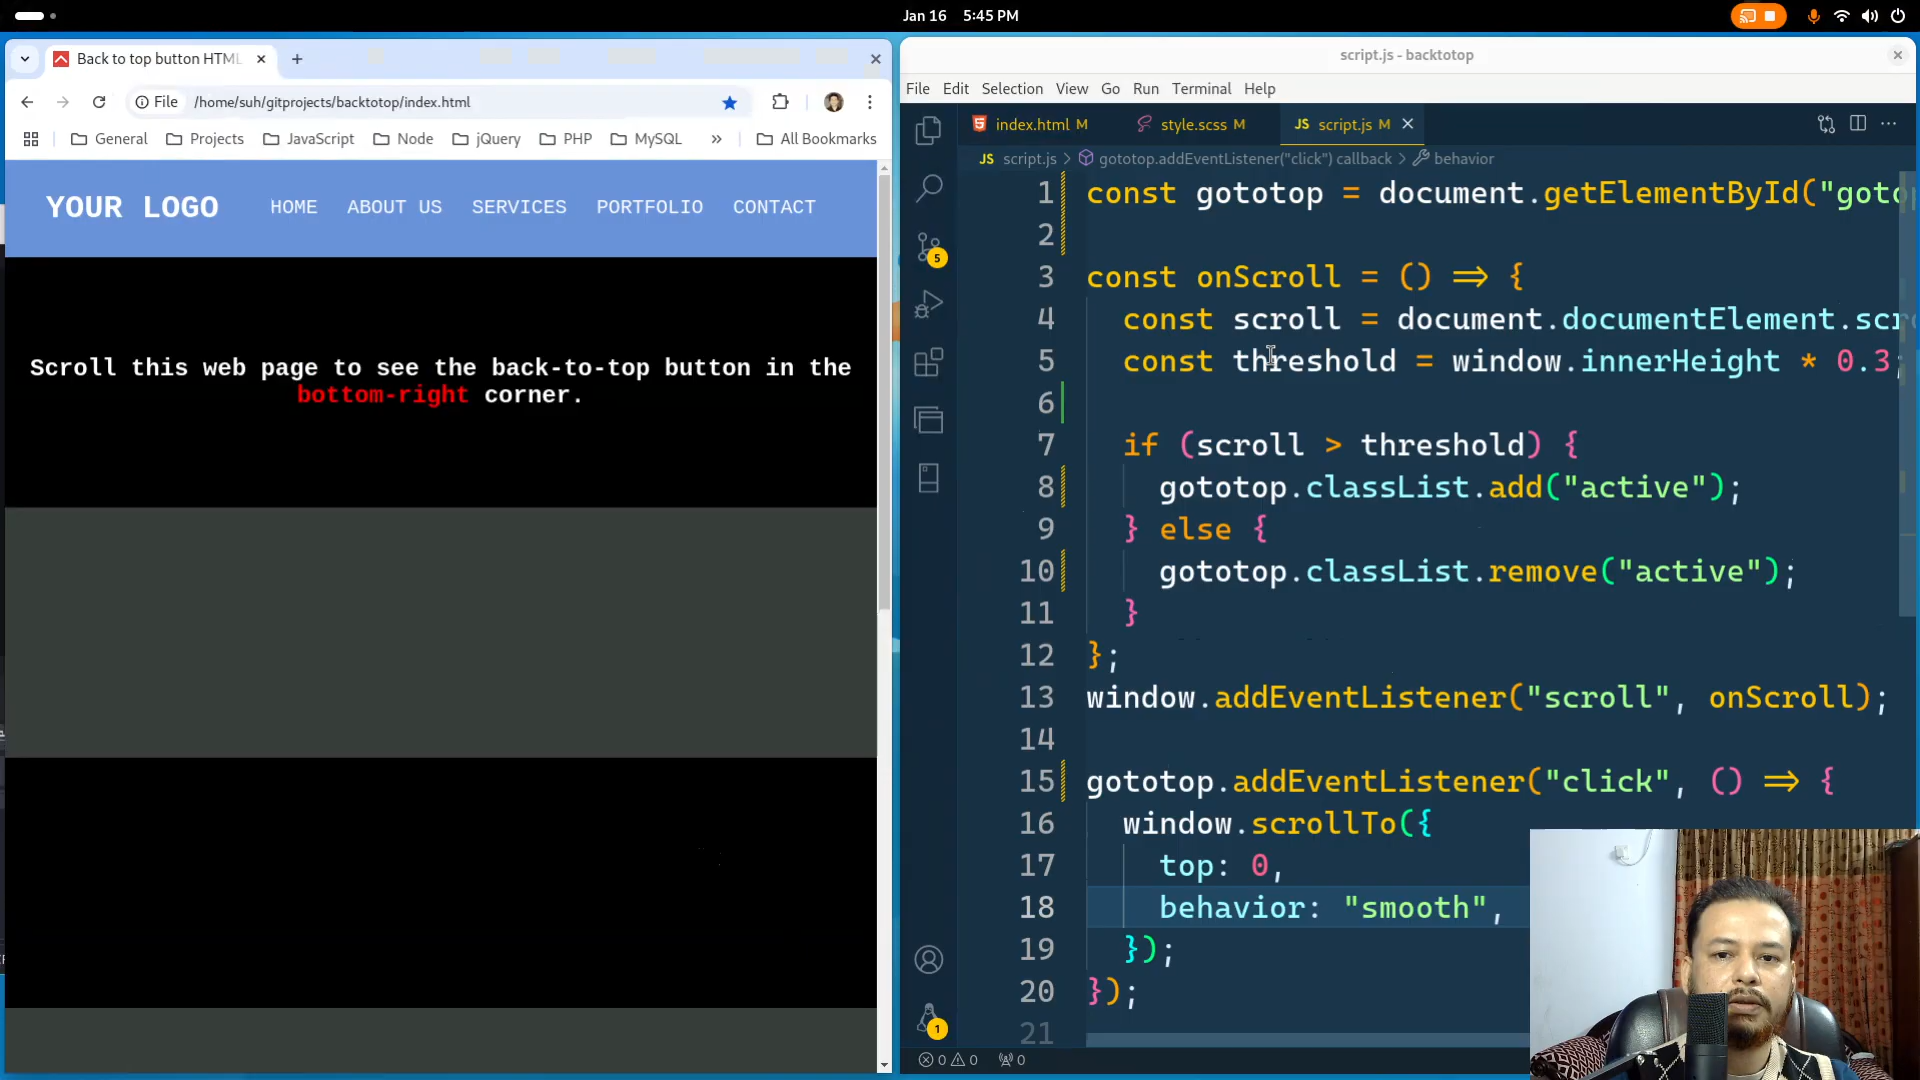 Jan 16 5:45 PM
Back to top button HTML
File /home/suh/gitprojects/backtotop/index.html
General Projects JavaScript Node jQuery PHP MySQL » All Bookmarks
YOUR LOGO HOME ABOUT US SERVICES PORTFOLIO CONTACT
Scroll this web page to see the back-to-top button in the
bottom-right corner.
script.js - backtotop
File Edit Selection View Go Run Terminal Help
index.html M style.scss M JS script.js M
JS script.js > gototop.addEventListener("click") callback > behavior
5
1
1 const gototop = document.getElementById("goto
2
3 const onScroll = () => {
4 const scroll = document.documentElement.scro
5 const threshold = window.innerHeight * 0.3;
6
7 if (scroll > threshold) {
8 gototop.classList.add("active");
9 } else {
10 gototop.classList.remove("active");
11 }
12 };
13 window.addEventListener("scroll", onScroll);
14
15 gototop.addEventListener("click", () => {
16 window.scrollTo({
17 top: 0,
18 behavior: "smooth",
19 });
20 });
21
0 0 0